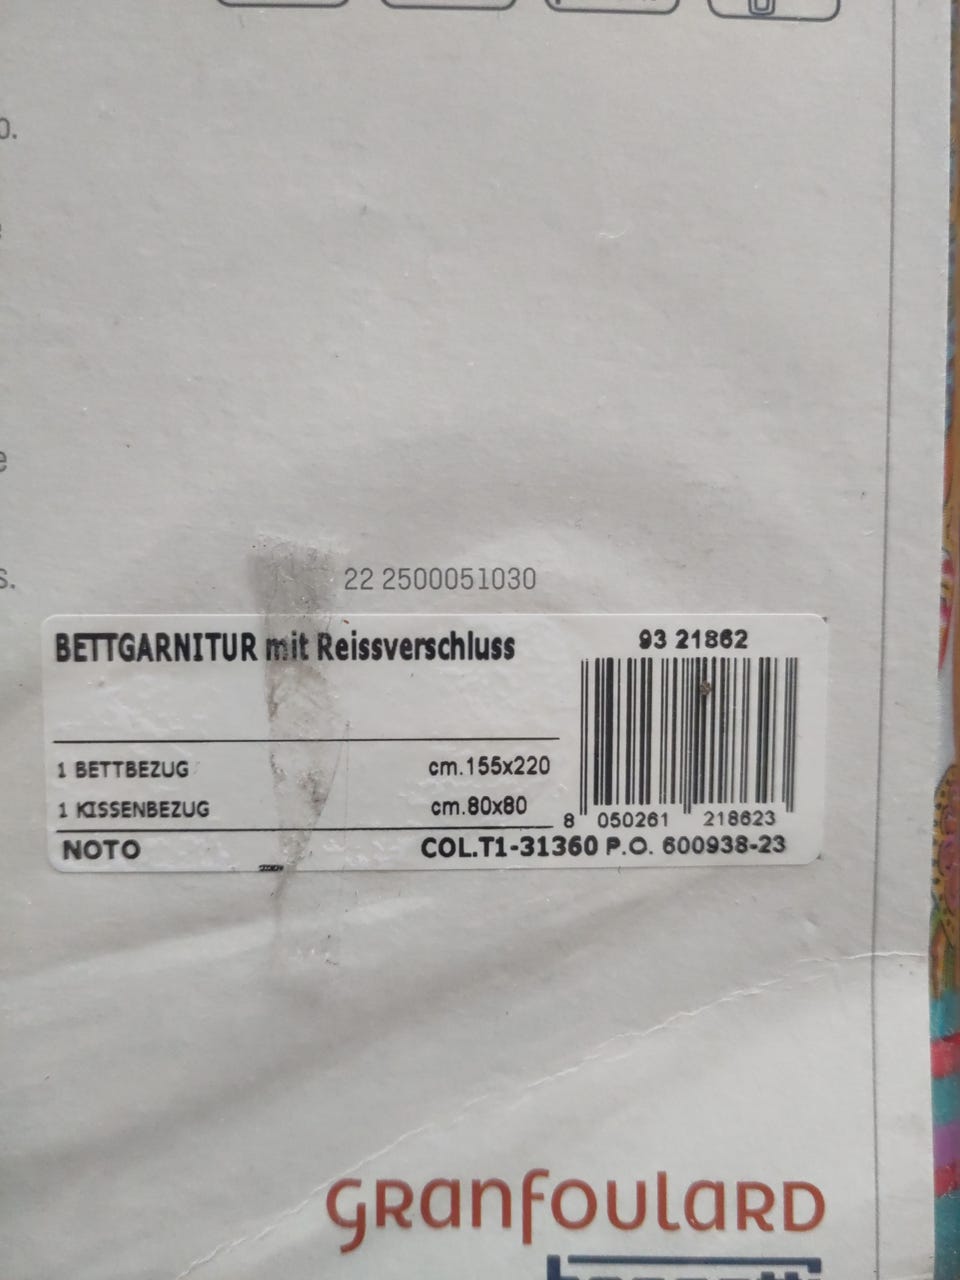 o.
e
s.
22 2500051030
BETTGARNITUR mit Reissverschluss
93 21862
1 BETTBEZUG cm.155x220
1 KISSENBEZUG cm.80x80
8 050261 218623
NOTO COL.T1-31360 P.O. 600938-23
GRANFOULARD